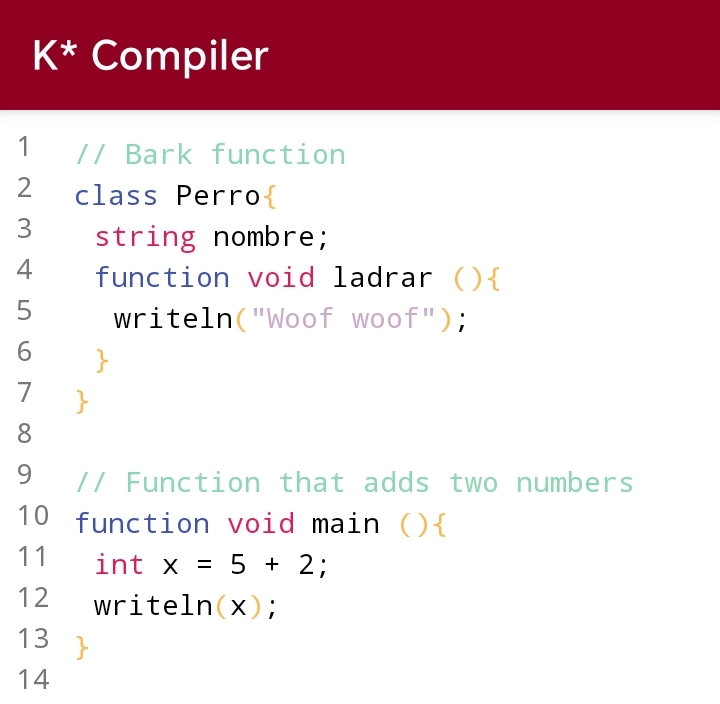 K* Compiler
1 // Bark function
2 class Perro{
3 string nombre;
4 function void ladrar (){
5 writeln("Woof woof");
6 }
7 }
8
9 // Function that adds two numbers
10 function void main (){
11 int x = 5 + 2;
12 writeln(x);
13 }
14